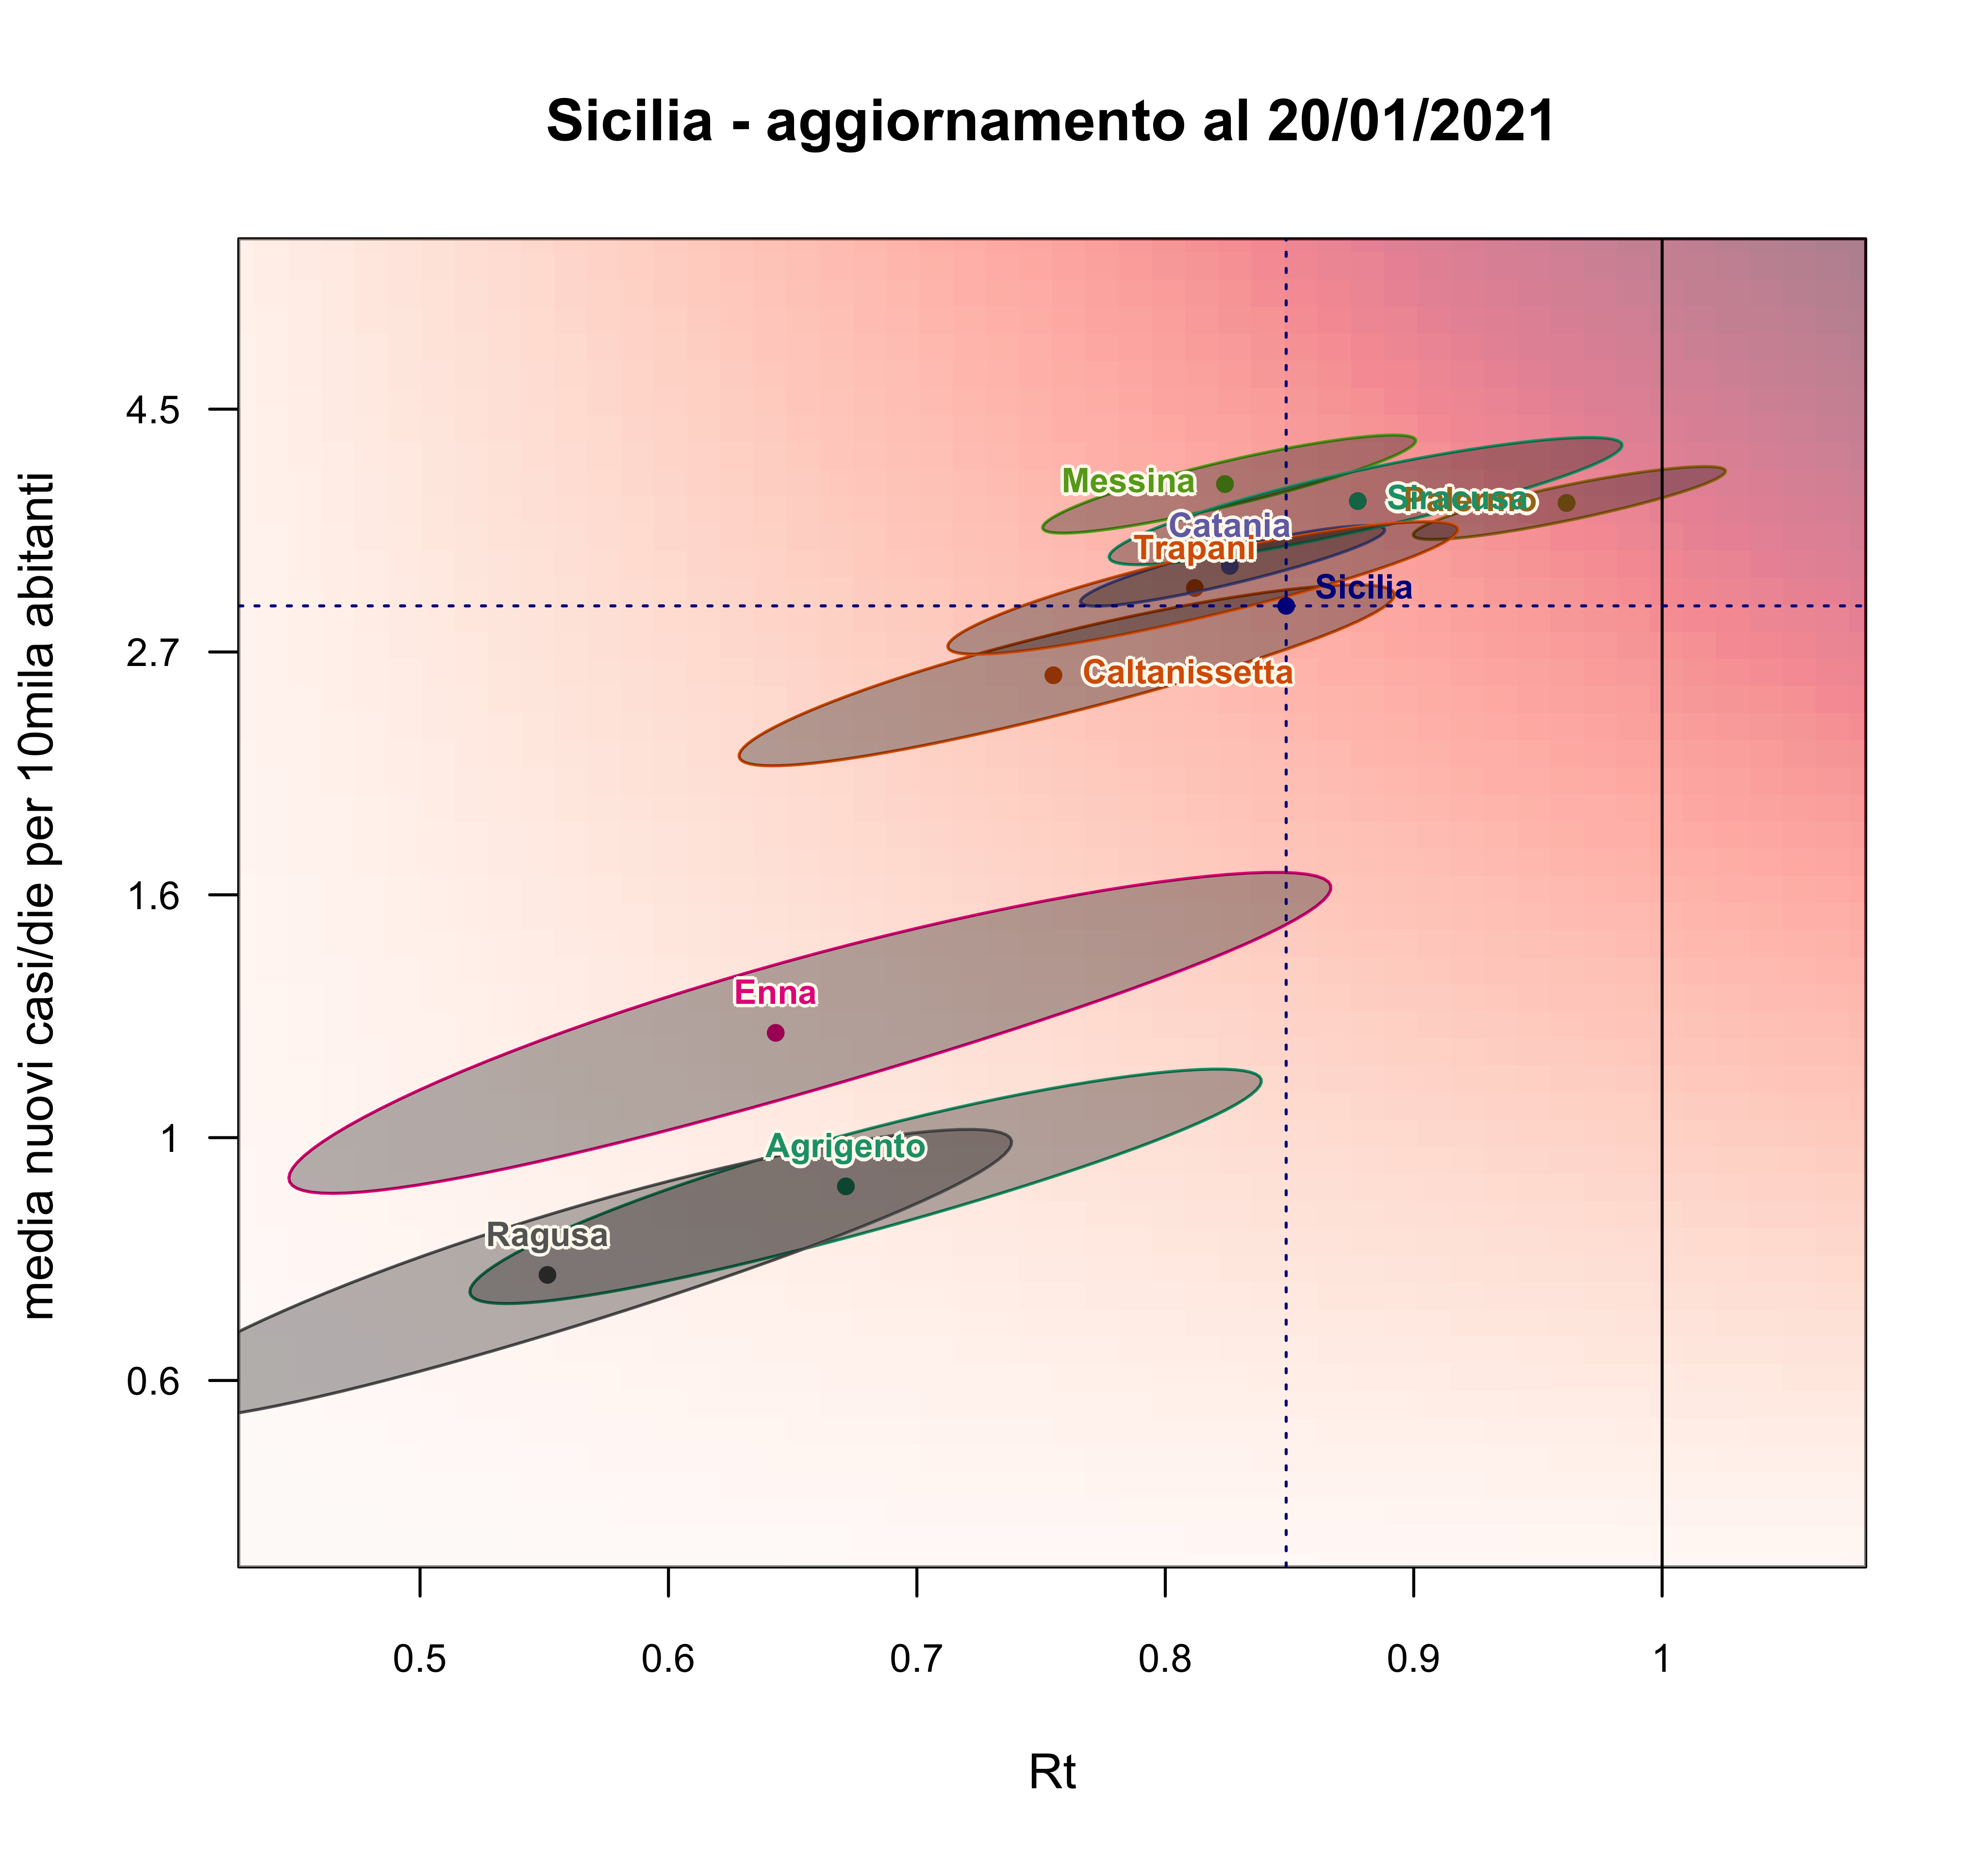 Sicilia - aggiornamento al 20/01/2021
media nuovi casi/die per 10mila abitanti
4.5
2.7
1.6
1
0.6
Messina
Siracusa
Palermo
Catania
Trapani
Sicilia
Caltanissetta
Enna
Agrigento
Ragusa
0.5 0.6 0.7 0.8 0.9 1
Rt